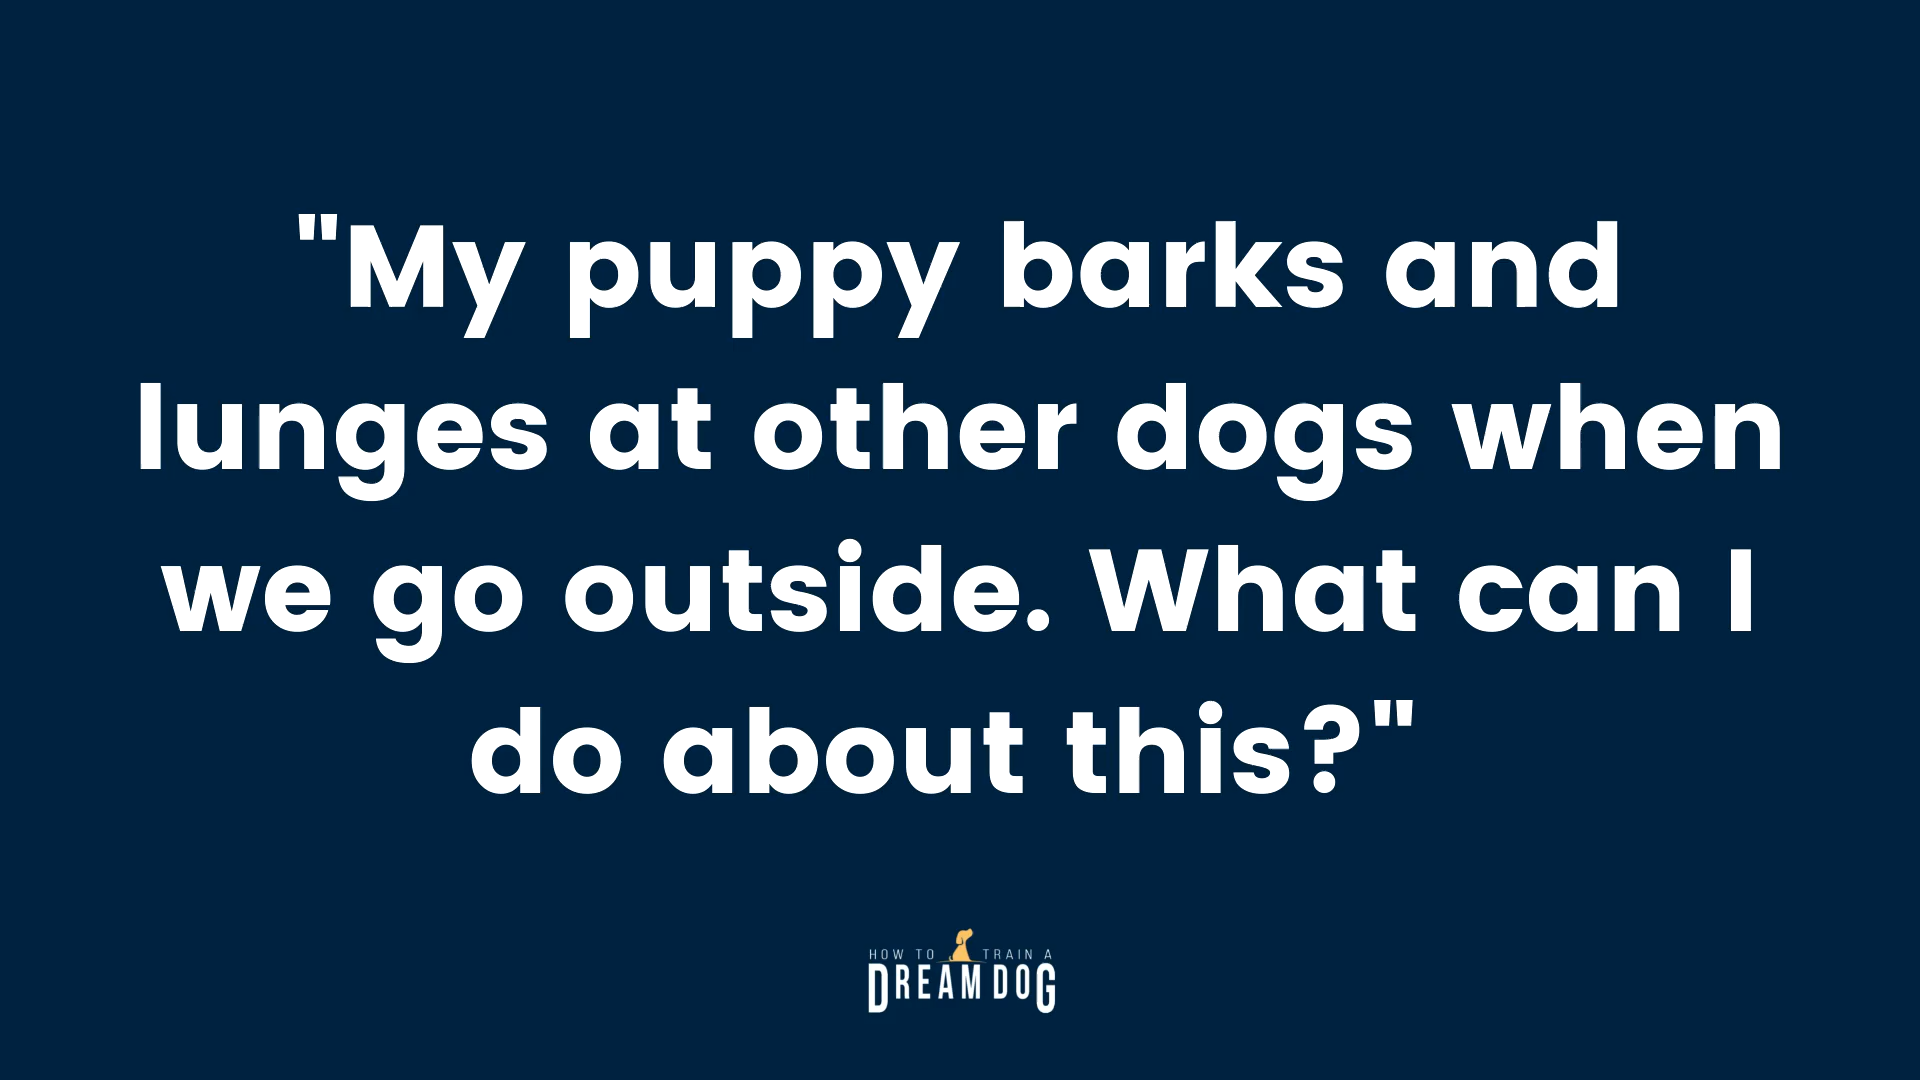 "My puppy barks and
lunges at other dogs when
we go outside. What can I
do about this?"
HOW TO TRAIN A
DREAM DOG